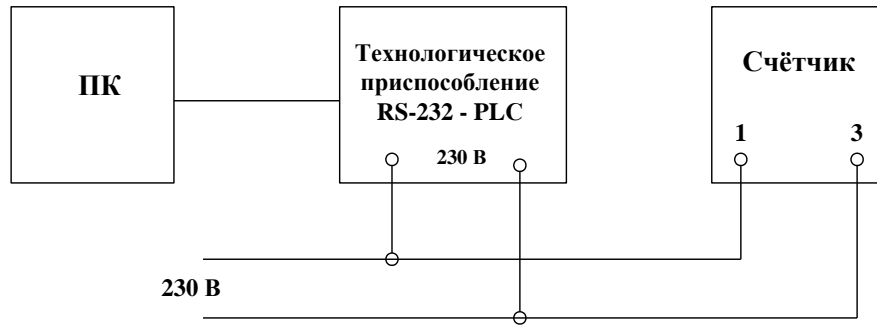 ПК
Технологическое
приспособление
RS-232 - PLC
230 В
Счётчик
1 3
230 В